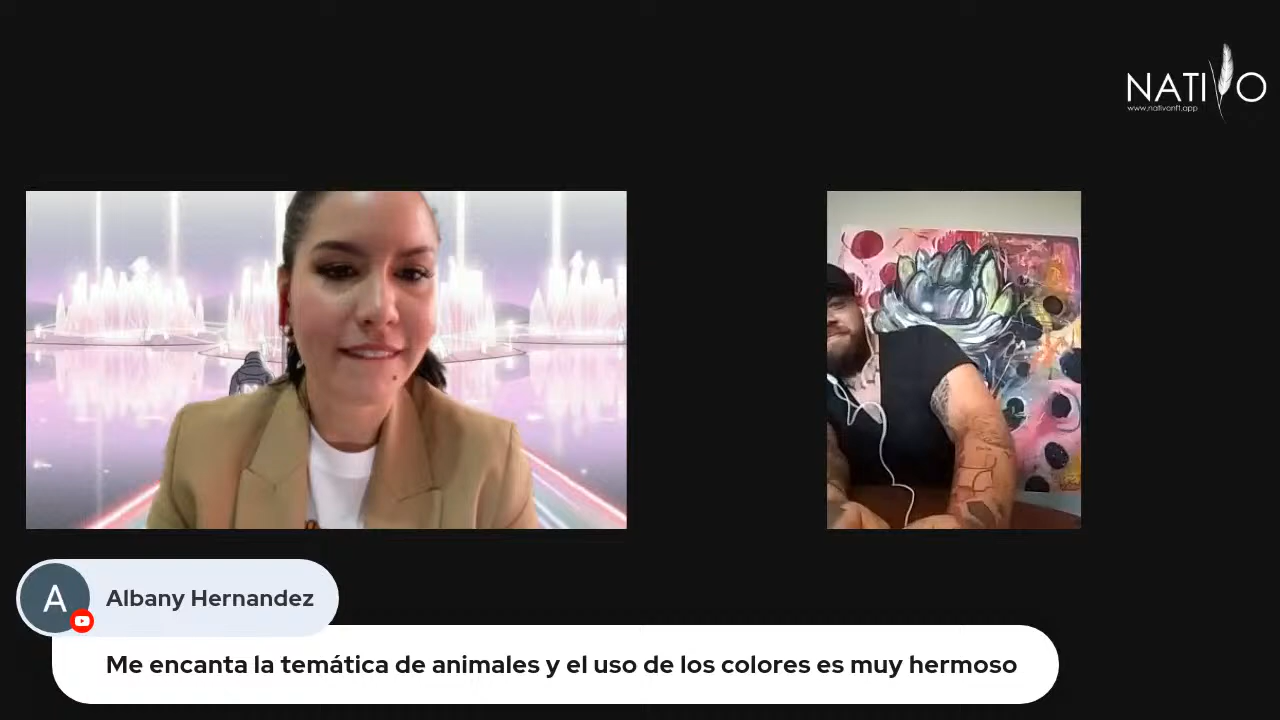 NATIVO
www.nativonft.app
A
Albany Hernandez
Me encanta la temática de animales y el uso de los colores es muy hermoso